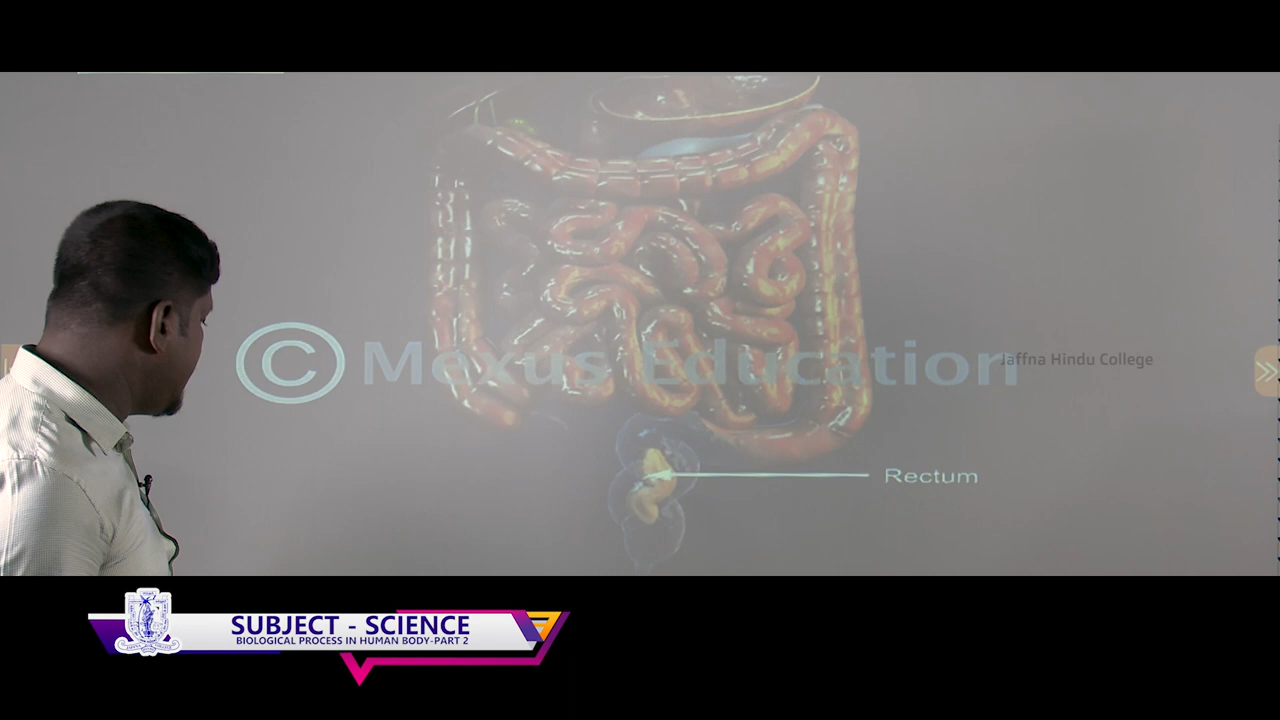 © Mexus Education
Jaffna Hindu College
Rectum
SUBJECT - SCIENCE
BIOLOGICAL PROCESS IN HUMAN BODY-PART 2